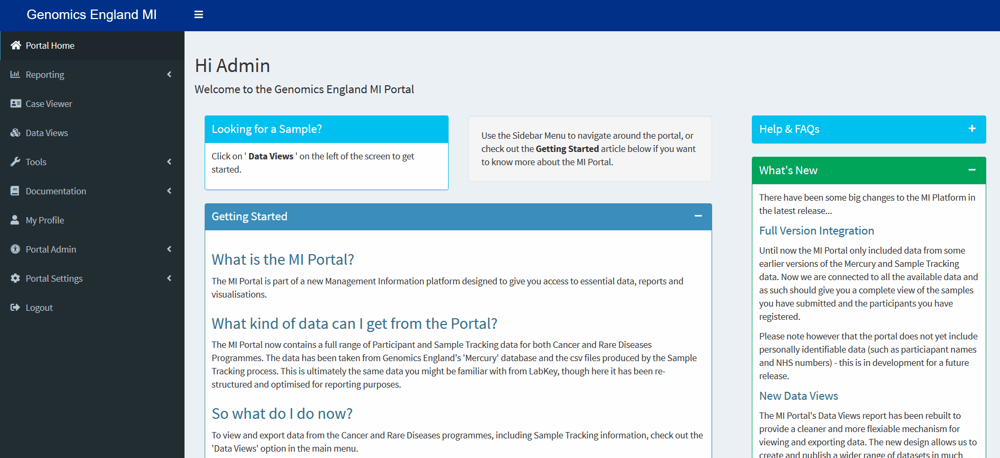 Genomics England MI
Portal Home
Reporting
Case Viewer
Data Views
Tools
Documentation
My Profile
Portal Admin
Portal Settings
Logout
Hi Admin
Welcome to the Genomics England MI Portal
Looking for a Sample?
Click on ' Data Views ' on the left of the screen to get
started.
Use the Sidebar Menu to navigate around the portal, or
check out the Getting Started article below if you want
to know more about the MI Portal.
Getting Started
What is the MI Portal?
The MI Portal is part of a new Management Information platform designed to give you access to essential data, reports and
visualisations.
What kind of data can I get from the Portal?
The MI Portal now contains a full range of Participant and Sample Tracking data for both Cancer and Rare Diseases
Programmes. The data has been taken from Genomics England's 'Mercury' database and the csv files produced by the Sample
Tracking process. This is ultimately the same data you might be familiar with from LabKey, though here it has been re-
structured and optimised for reporting purposes.
So what do I do now?
To view and export data from the Cancer and Rare Diseases programmes, including Sample Tracking information, check out the
'Data Views' option in the main menu.
Help & FAQs
What's New
There have been some big changes to the MI Platform in
the latest release...
Full Version Integration
Until now the MI Portal only included data from some
earlier versions of the Mercury and Sample Tracking
data. Now we are connected to all the available data and
as such should give you a complete view of the samples
you have submitted and the participants you have
registered.
Please note however that the portal does not yet include
personally identifiable data (such as particiapant names
and NHS numbers) - this is in development for a future
release.
New Data Views
The MI Portal's Data Views report has been rebuilt to
provide a cleaner and more flexiable mechanism for
viewing and exporting data. The new design allows us to
create and publish a wider range of datasets in much